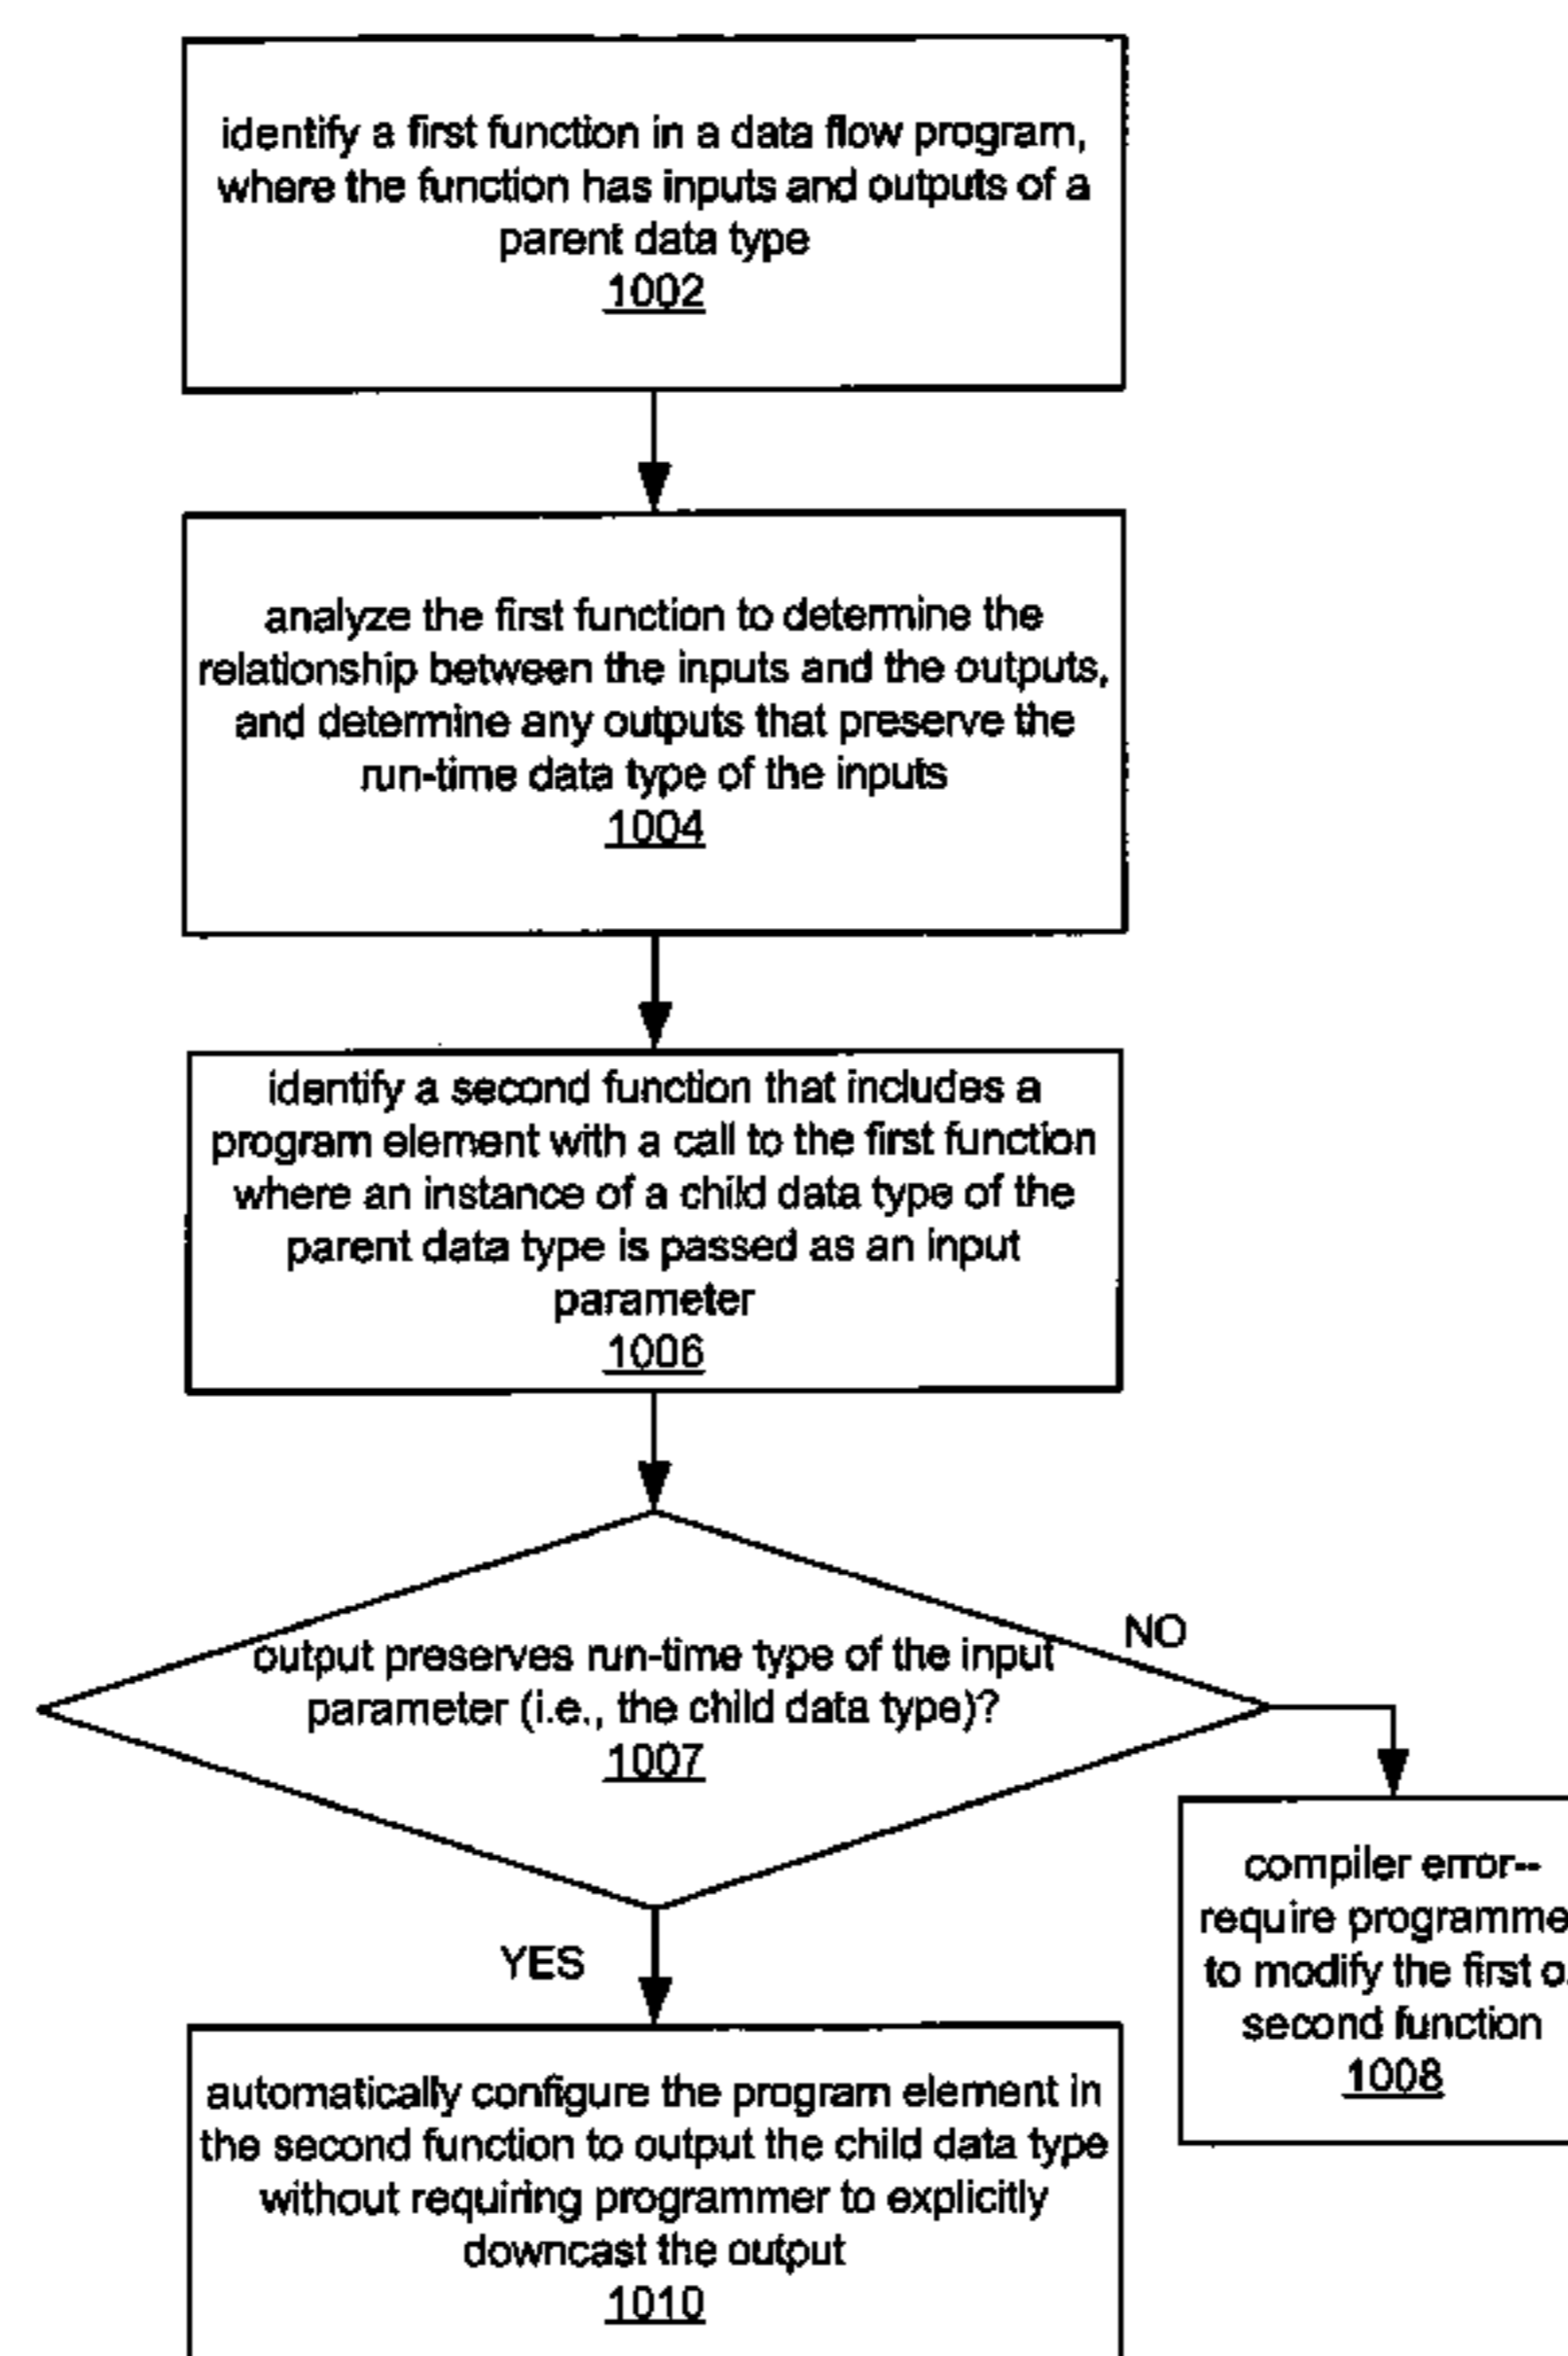 identify a first function in a data flow program,
where the function has inputs and outputs of a
parent data type
1002
analyze the first function to determine the
relationship between the inputs and the outputs,
and determine any outputs that preserve the
run-time data type of the inputs
1004
identify a second function that includes a
program element with a call to the first function
where an instance of a child data type of the
parent data type is passed as an input
parameter
1006
output preserves run-time type of the input
parameter (i.e., the child data type)?
1007
NO
compiler error--
require programme
to modify the first o
second function
1008
YES
automatically configure the program element in
the second function to output the child data type
without requiring programmer to explicitly
downcast the output
1010